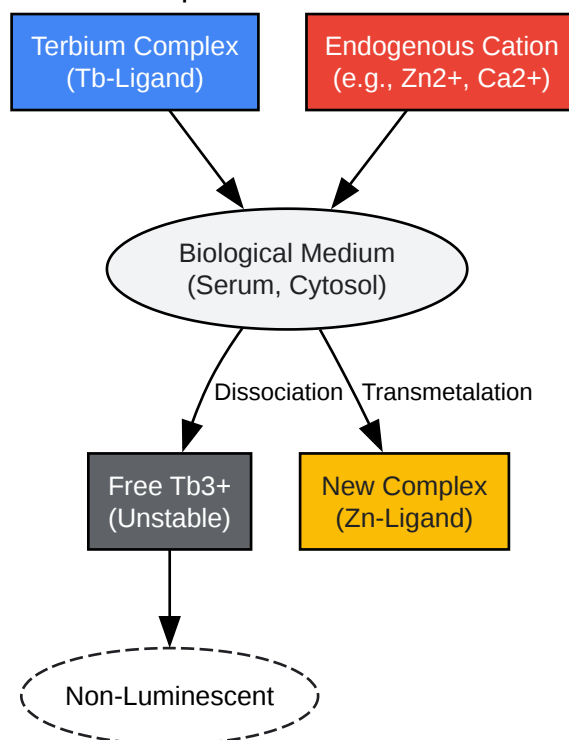 Terbium Complex
(Tb-Ligand)
Endogenous Cation
(e.g., Zn2+, Ca2+)
Biological Medium
(Serum, Cytosol)
Dissociation
Transmetalation
Free Tb3+
(Unstable)
New Complex
(Zn-Ligand)
Non-Luminescent